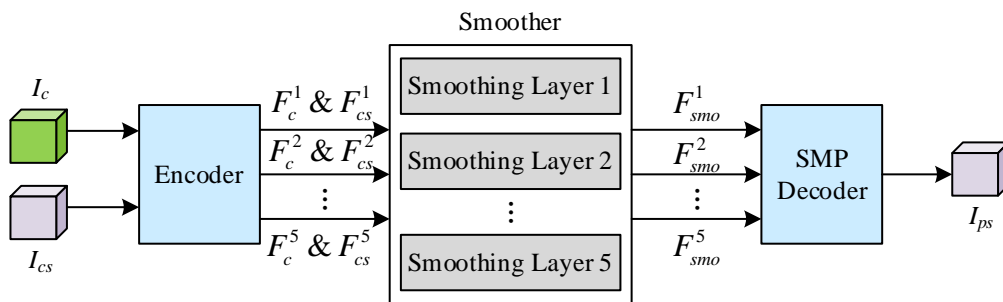 Smoother
I_c
I_cs
Encoder
F_c^1 & F_cs^1
F_c^2 & F_cs^2
⋮
F_c^5 & F_cs^5
Smoothing Layer 1
Smoothing Layer 2
⋮
Smoothing Layer 5
F_smo^1
F_smo^2
⋮
F_smo^5
SMP
Decoder
I_ps